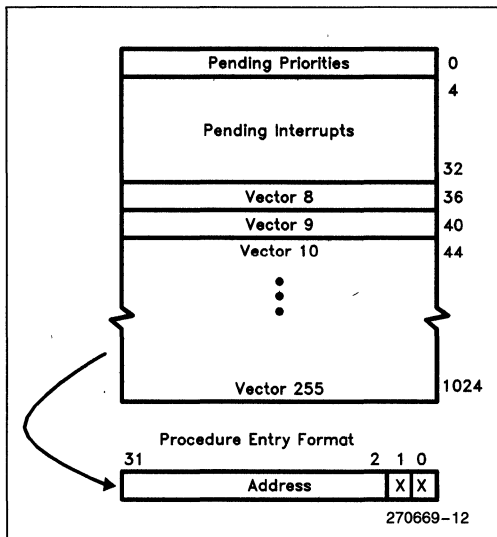 Pending Priorities 0
4
Pending Interrupts
32
Vector 8 36
Vector 9 40
Vector 10 44
Vector 255 1024
Procedure Entry Format
31 2 1 0
Address X X
270669-12